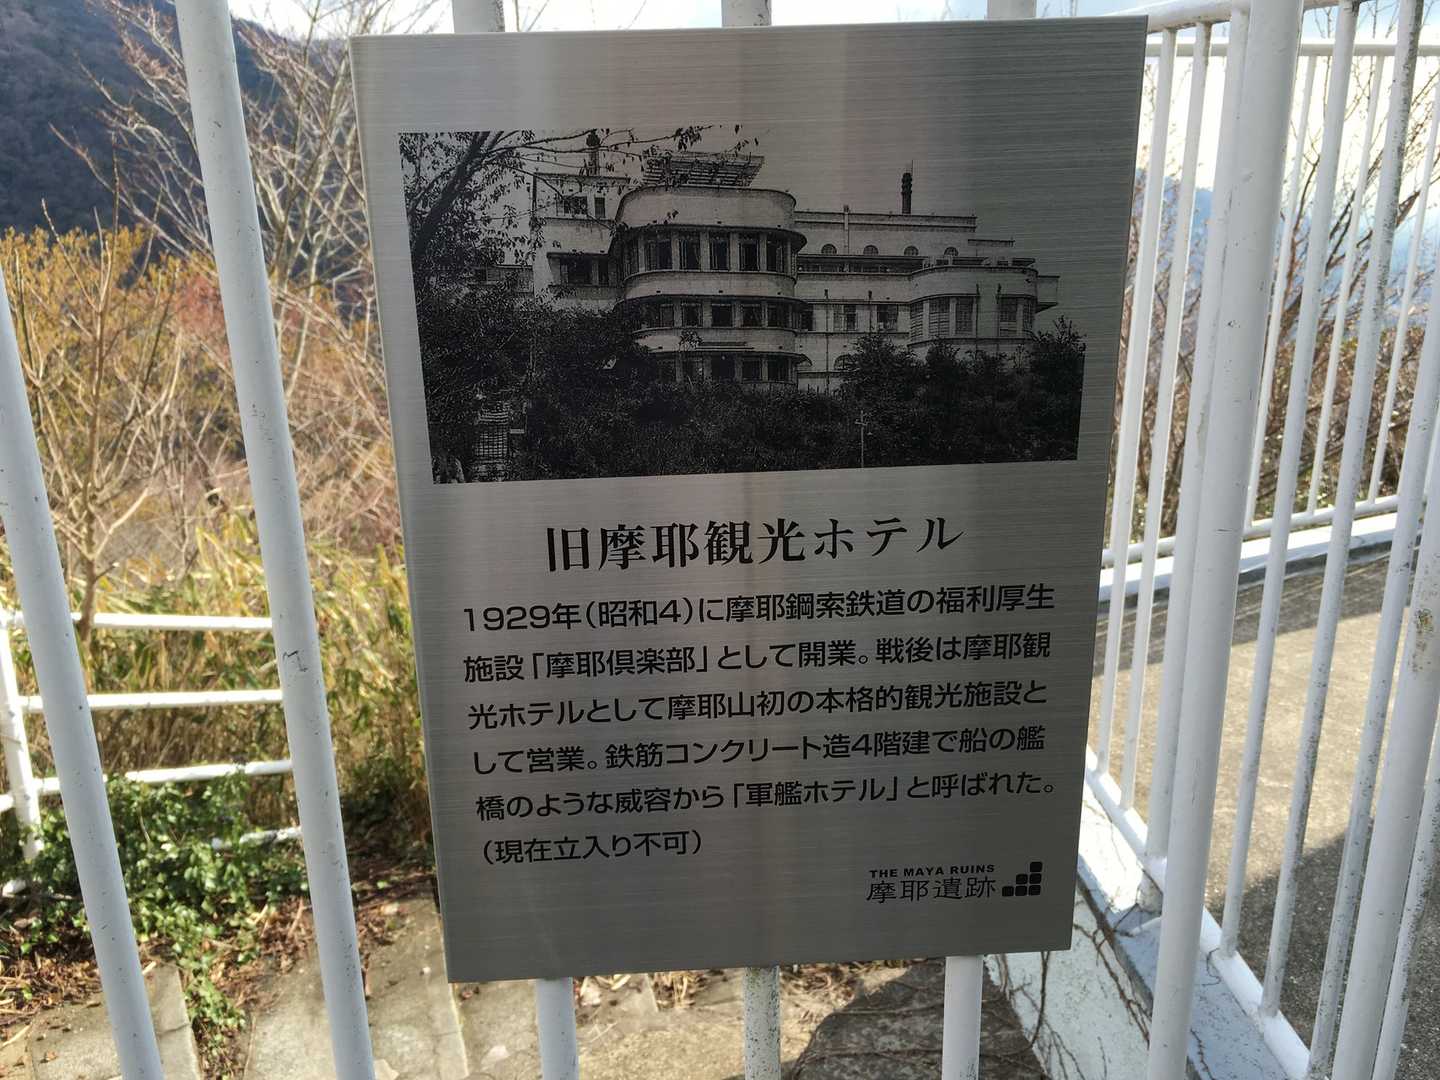 旧摩耶観光ホテル
1929年(昭和4)に摩耶鋼索鉄道の福利厚生
施設「摩耶倶楽部」として開業。戦後は摩耶観
光ホテルとして摩耶山初の本格的観光施設と
して営業。鉄筋コンクリート造4階建で船の艦
橋のような威容から「軍艦ホテル」と呼ばれた。
(現在立入り不可)
THE MAYA RUINS
摩耶遺跡